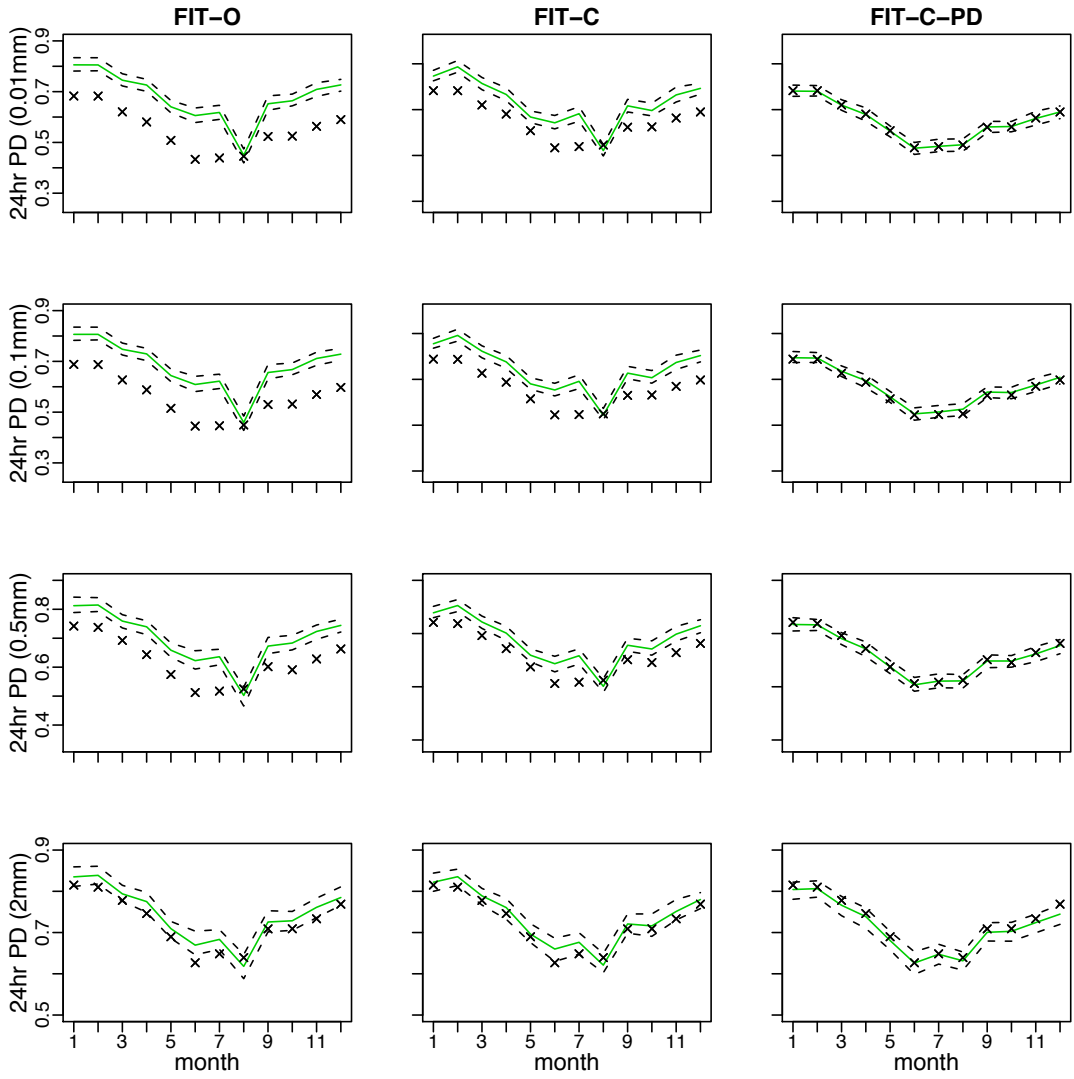 FIT−O
FIT−C
FIT−C−PD
24hr PD (0.01mm)
0.9
0.7
0.5
0.3
24hr PD (0.1mm)
0.9
0.7
0.5
0.3
24hr PD (0.5mm)
0.8
0.6
0.4
24hr PD (2mm)
0.9
0.7
0.5
1 3 5 7 9 11
1 3 5 7 9 11
1 3 5 7 9 11
month
month
month